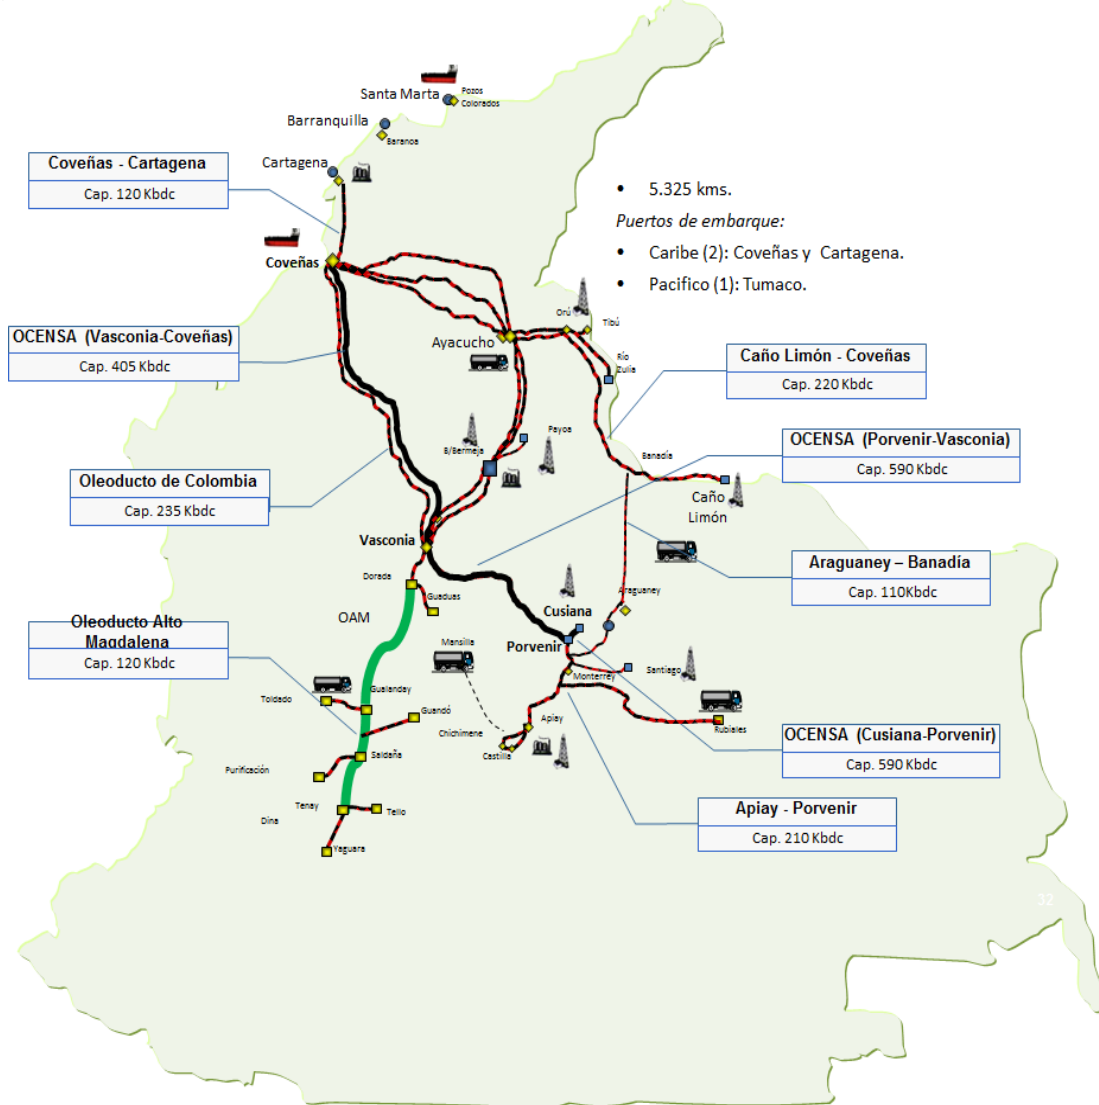 Santa Marta
Pozos
Colorados
Barranquilla
Baranoa
Cartagena
Coveñas - Cartagena
Cap. 120 Kbdc
• 5.325 kms.
Puertos de embarque:
• Caribe (2): Coveñas y Cartagena.
• Pacifico (1): Tumaco.
Coveñas
Orú
Tibú
Ayacucho
OCENSA (Vasconia-Coveñas)
Cap. 405 Kbdc
Río
Zulia
Caño Limón - Coveñas
Cap. 220 Kbdc
Payoa
B/Bermeja
Banadía
OCENSA (Porvenir-Vasconia)
Cap. 590 Kbdc
Oleoducto de Colombia
Cap. 235 Kbdc
Caño
Limón
Vasconia
Dorada
Guaduas
Araguaney – Banadía
Cap. 110Kbdc
Araguaney
Cusiana
OAM
Oleoducto Alto
Magdalena
Cap. 120 Kbdc
Mansilla
Porvenir
Monterrey
Santiago
Gualanday
Toldado
Guandó
Apiay
Chichimene
Castilla
Rubiales
OCENSA (Cusiana-Porvenir)
Cap. 590 Kbdc
Saldaña
Purificación
Tenay
Tello
Dina
Apiay - Porvenir
Cap. 210 Kbdc
Yaguara
32